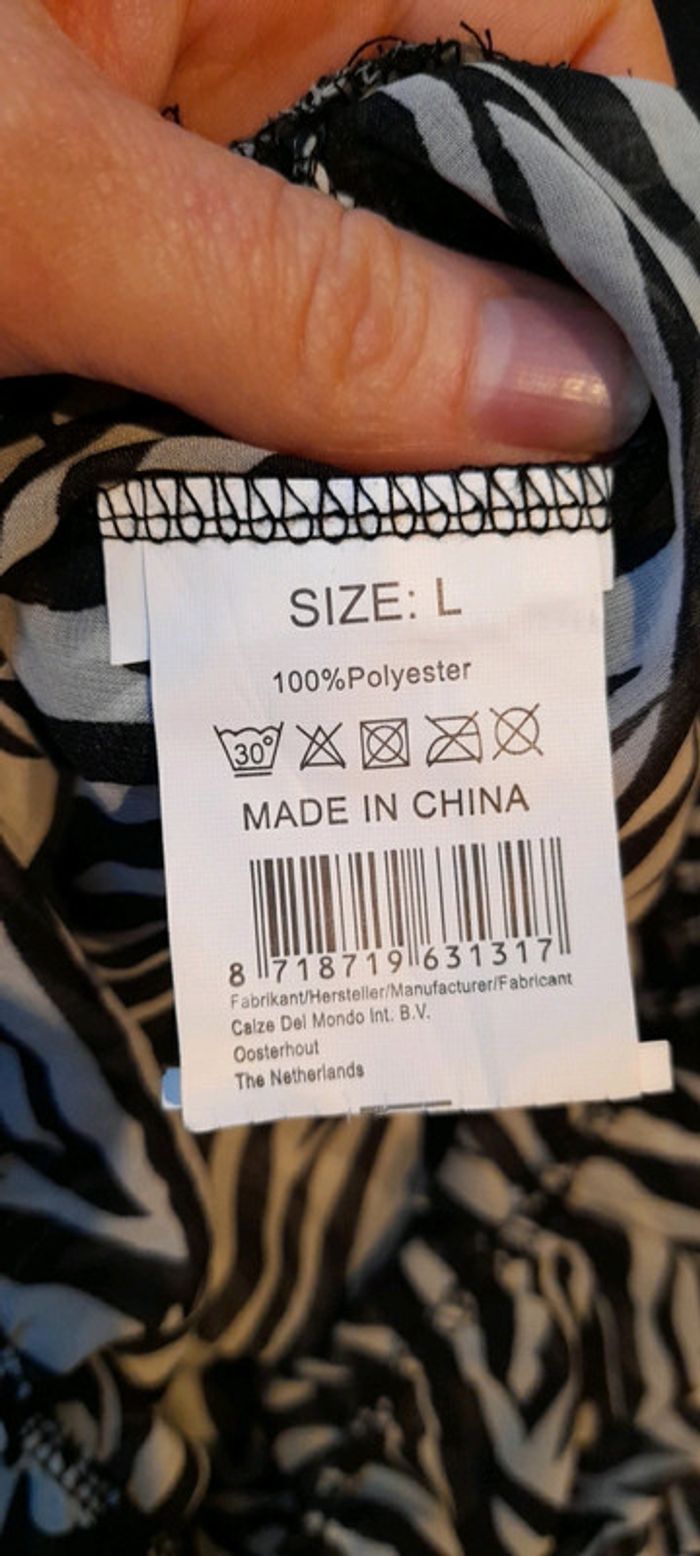 SIZE: L
100%Polyester
30°
MADE IN CHINA
8 718719 631317
Fabrikant/Hersteller/Manufacturer/Fabricant
Calze Del Mondo Int. B.V.
Oosterhout
The Netherlands